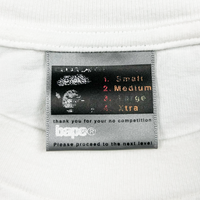 1. Small
2. Medium
3. Large
4. Xtra
thank you for your no competition
bape®
Please proceed to the next level